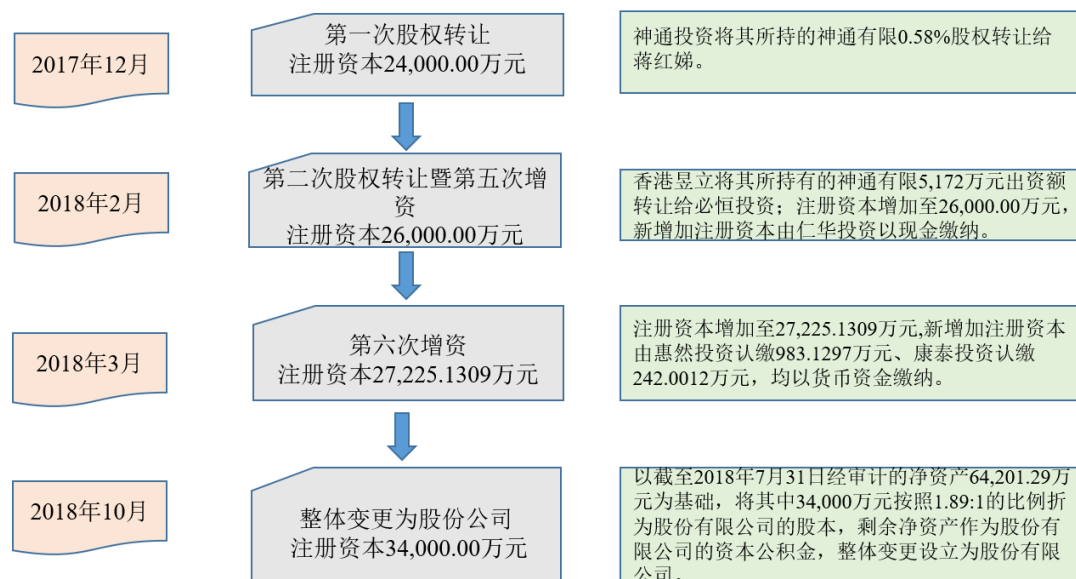 2017年12月
第一次股权转让
注册资本24,000.00万元
神通投资将其所持的神通有限0.58%股权转让给
蒋红娣。
2018年2月
第二次股权转让暨第五次增
资
注册资本26,000.00万元
香港昱立将其所持有的神通有限5,172万元出资额
转让给必恒投资；注册资本增加至26,000.00万元，
新增加注册资本由仁华投资以现金缴纳。
2018年3月
第六次增资
注册资本27,225.1309万元
注册资本增加至27,225.1309万元,新增加注册资本
由惠然投资认缴983.1297万元、康泰投资认缴
242.0012万元，均以货币资金缴纳。
2018年10月
整体变更为股份公司
注册资本34,000.00万元
以截至2018年7月31日经审计的净资产64,201.29万
元为基础，将其中34,000万元按照1.89:1的比例折
为股份有限公司的股本，剩余净资产作为股份有
限公司的资本公积金，整体变更设立为股份有限
公司。